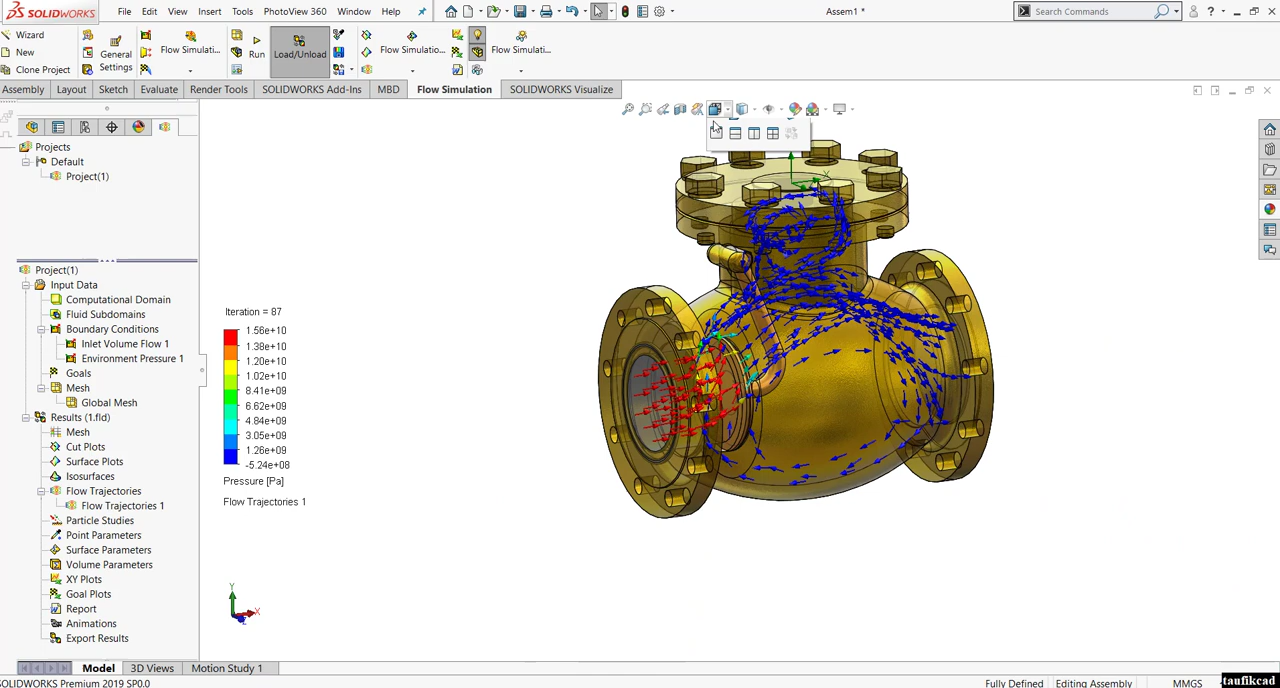 SOLIDWORKS
File Edit View Insert Tools PhotoView 360 Window Help
Assem1 *
Search Commands
Wizard
New
Clone Project
General Settings
Flow Simulati...
Run
Load/Unload
Flow Simulatio...
Flow Simulati...
Assembly Layout Sketch Evaluate Render Tools SOLIDWORKS Add-Ins MBD Flow Simulation SOLIDWORKS Visualize
Projects
Default
Project(1)
Project(1)
Input Data
Computational Domain
Fluid Subdomains
Boundary Conditions
Inlet Volume Flow 1
Environment Pressure 1
Goals
Mesh
Global Mesh
Results (1.fld)
Mesh
Cut Plots
Surface Plots
Isosurfaces
Flow Trajectories
Flow Trajectories 1
Particle Studies
Point Parameters
Surface Parameters
Volume Parameters
XY Plots
Goal Plots
Report
Animations
Export Results
Iteration = 87
1.56e+10
1.38e+10
1.20e+10
1.02e+10
8.41e+09
6.62e+09
4.84e+09
3.05e+09
1.26e+09
-5.24e+08
Pressure [Pa]
Flow Trajectories 1
Y
X
Z
X
Model 3D Views Motion Study 1
SOLIDWORKS Premium 2019 SP0.0
Fully Defined Editing Assembly MMGS
taufikcad